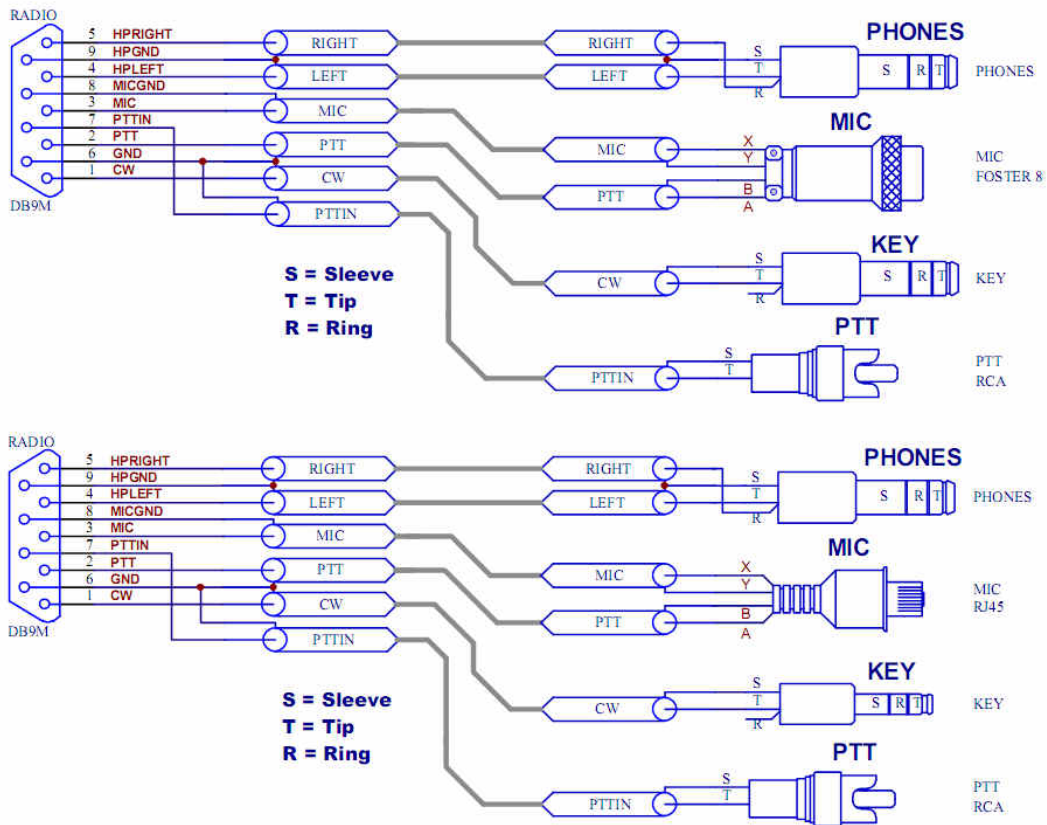 RADIO
5 HPRIGHT
9 HPGND
4 HPLEFT
8 MICGND
3 MIC
7 PTTIN
2 PTT
6 GND
1 CW
DB9M
RIGHT
LEFT
MIC
PTT
CW
PTTIN
RIGHT
LEFT
MIC
PTT
CW
PTTIN
S = Sleeve
T = Tip
R = Ring
PHONES
S
T
R
S R T
PHONES
MIC
X
Y
B
A
MIC
FOSTER 8
KEY
S
T
R
S R T
KEY
PTT
S
T
PTT
RCA
RADIO
5 HPRIGHT
9 HPGND
4 HPLEFT
8 MICGND
3 MIC
7 PTTIN
2 PTT
6 GND
1 CW
DB9M
RIGHT
LEFT
MIC
PTT
CW
PTTIN
RIGHT
LEFT
MIC
PTT
CW
PTTIN
S = Sleeve
T = Tip
R = Ring
PHONES
S
T
R
S R T
PHONES
MIC
X
Y
B
A
MIC
RJ45
KEY
S
T
R
S R T
KEY
PTT
S
T
PTT
RCA